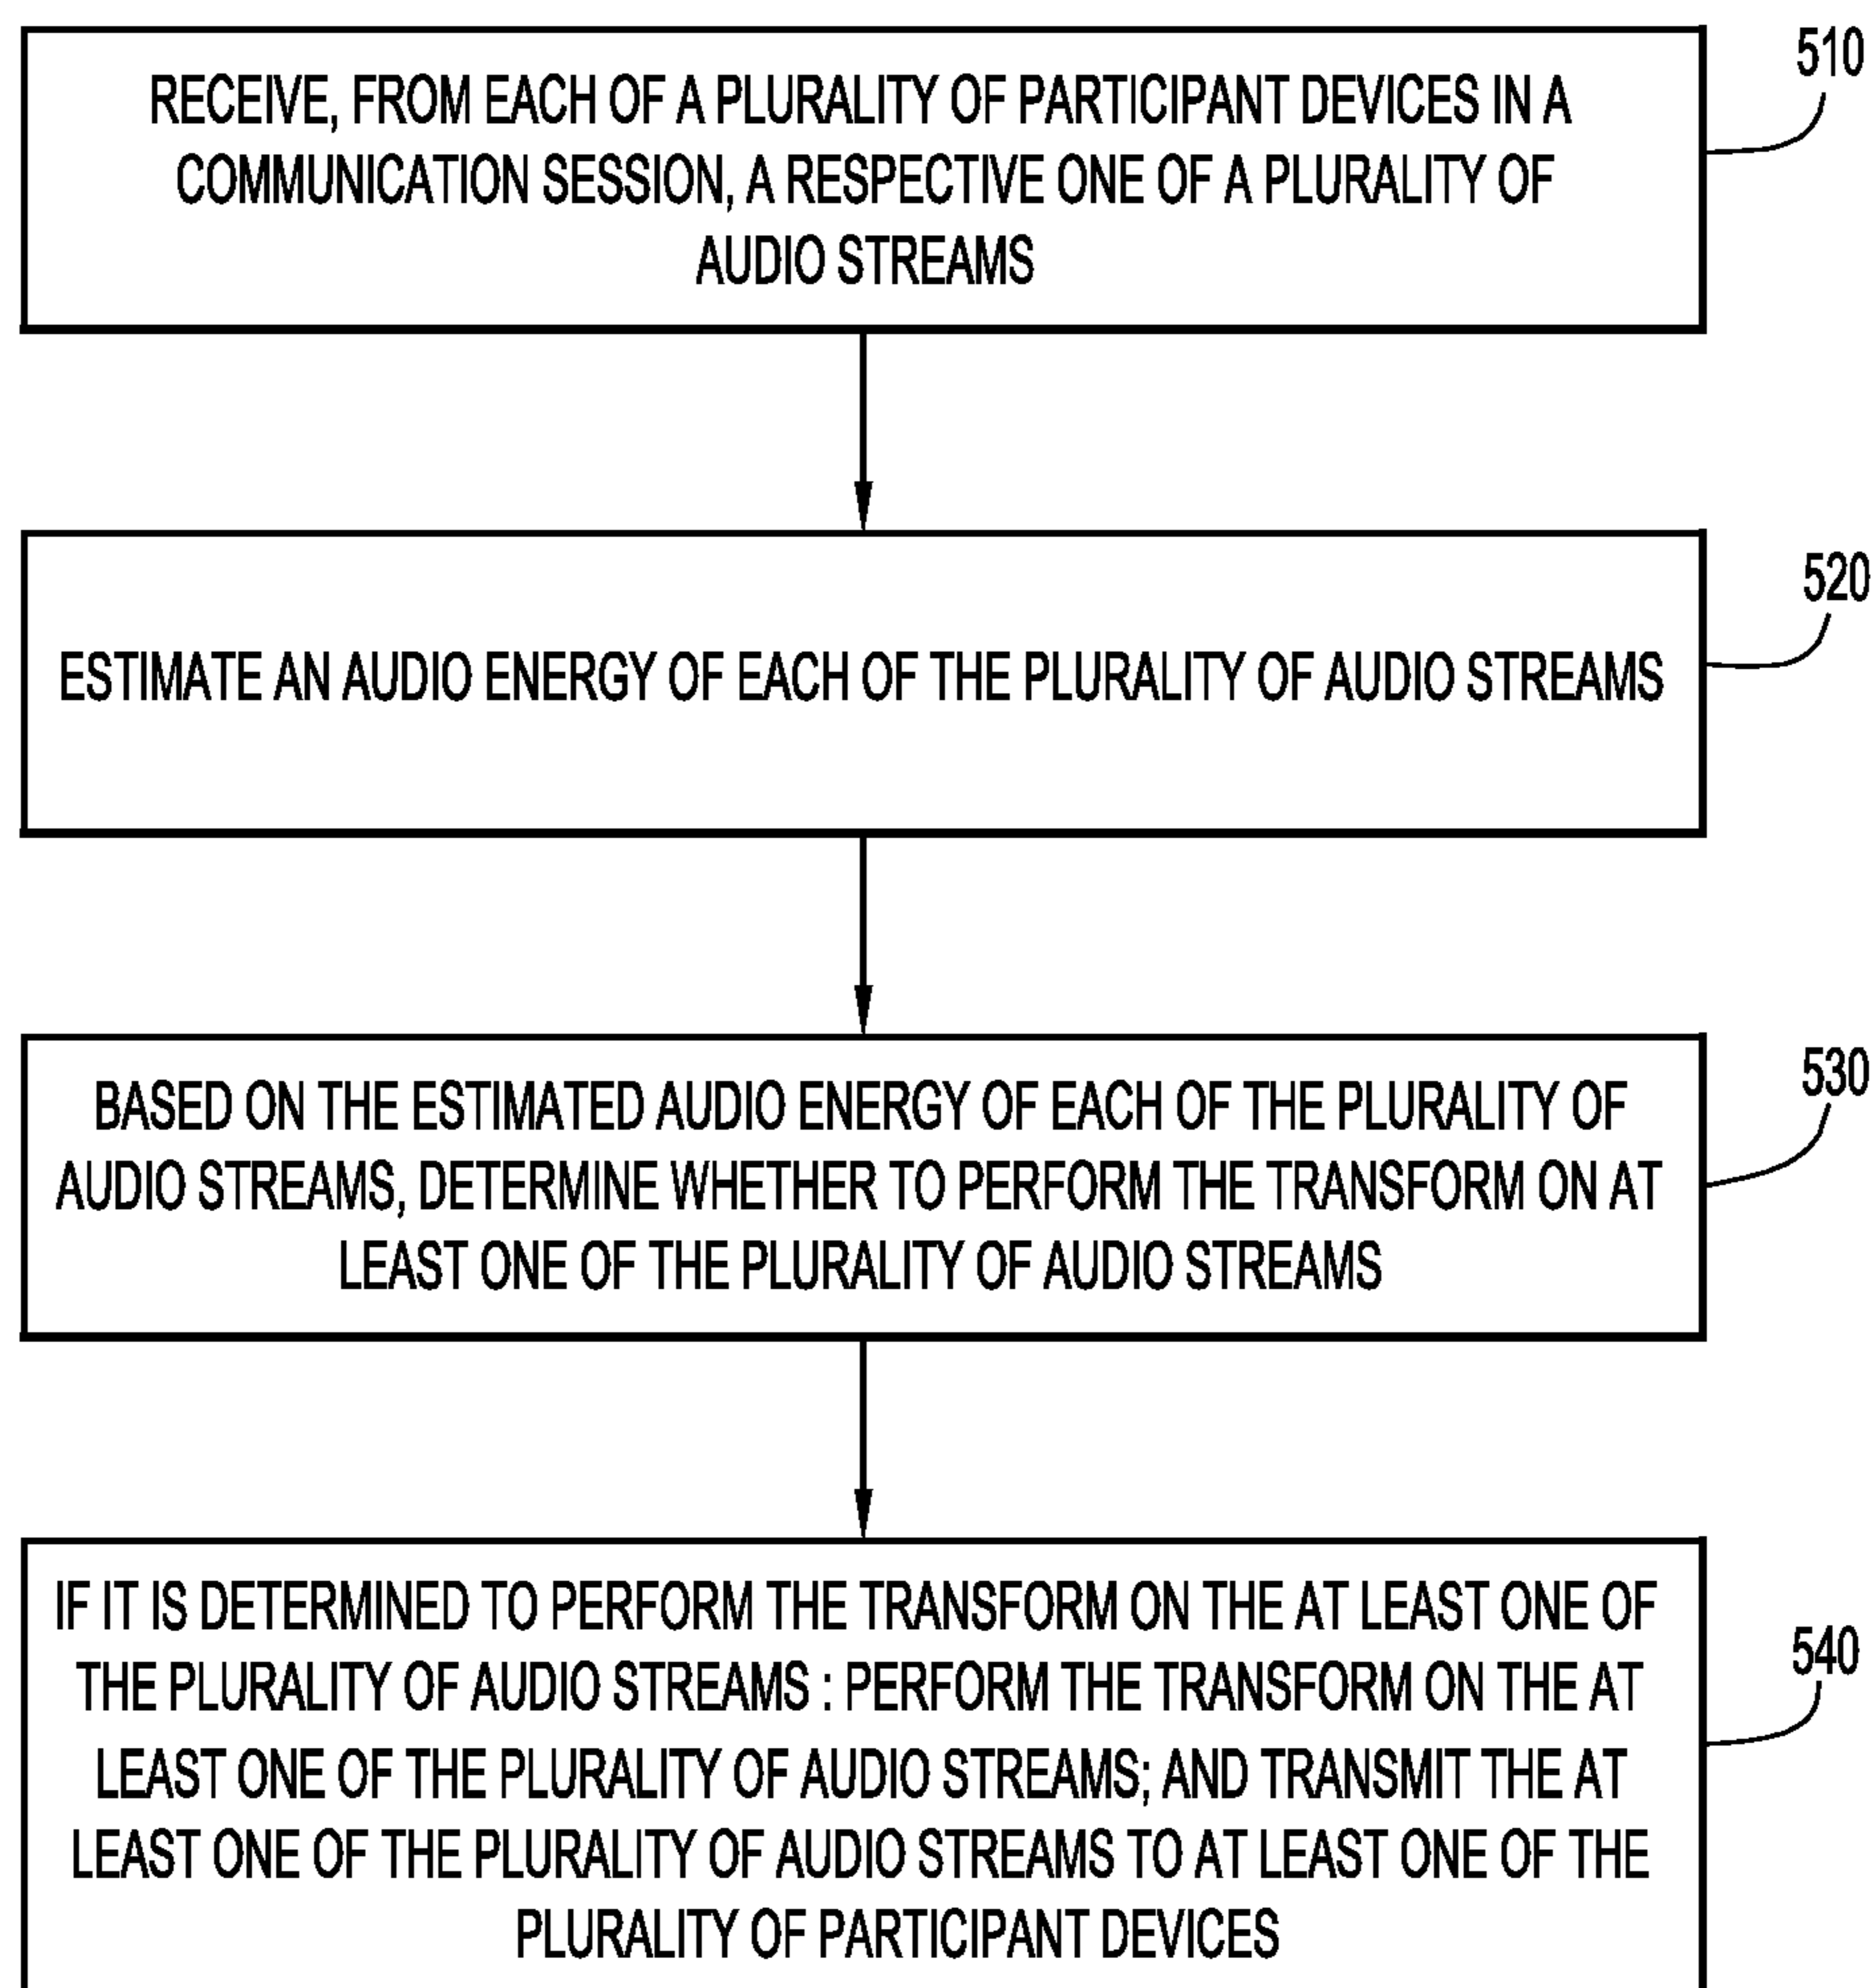 RECEIVE, FROM EACH OF A PLURALITY OF PARTICIPANT DEVICES IN A
COMMUNICATION SESSION, A RESPECTIVE ONE OF A PLURALITY OF
AUDIO STREAMS
510
ESTIMATE AN AUDIO ENERGY OF EACH OF THE PLURALITY OF AUDIO STREAMS
520
BASED ON THE ESTIMATED AUDIO ENERGY OF EACH OF THE PLURALITY OF
AUDIO STREAMS, DETERMINE WHETHER TO PERFORM THE TRANSFORM ON AT
LEAST ONE OF THE PLURALITY OF AUDIO STREAMS
530
IF IT IS DETERMINED TO PERFORM THE TRANSFORM ON THE AT LEAST ONE OF
THE PLURALITY OF AUDIO STREAMS : PERFORM THE TRANSFORM ON THE AT
LEAST ONE OF THE PLURALITY OF AUDIO STREAMS; AND TRANSMIT THE AT
LEAST ONE OF THE PLURALITY OF AUDIO STREAMS TO AT LEAST ONE OF THE
PLURALITY OF PARTICIPANT DEVICES
540